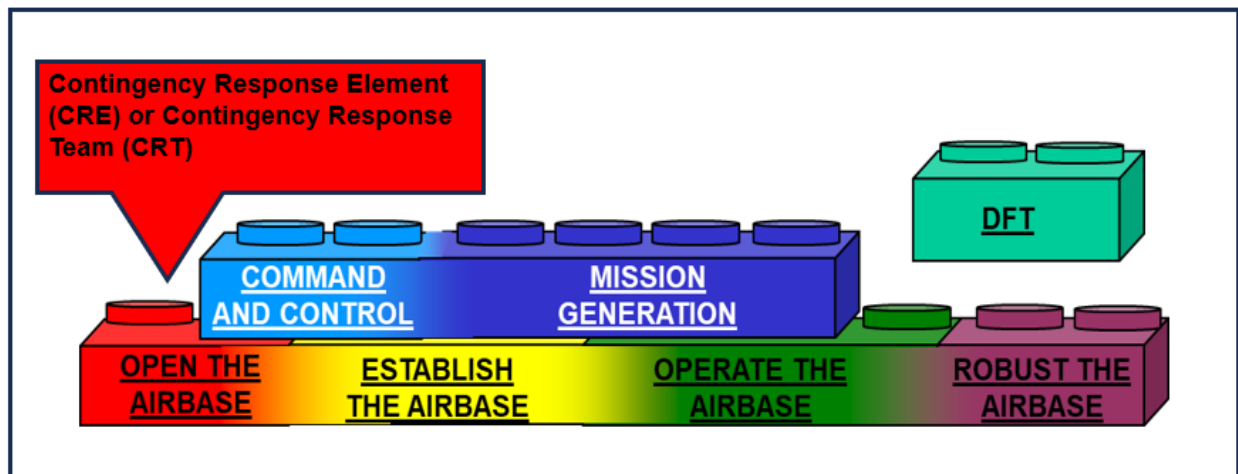 Contingency Response Element
(CRE) or Contingency Response
Team (CRT)
DFT
COMMAND
AND CONTROL
MISSION
GENERATION
OPEN THE
AIRBASE
ESTABLISH
THE AIRBASE
OPERATE THE
AIRBASE
ROBUST THE
AIRBASE